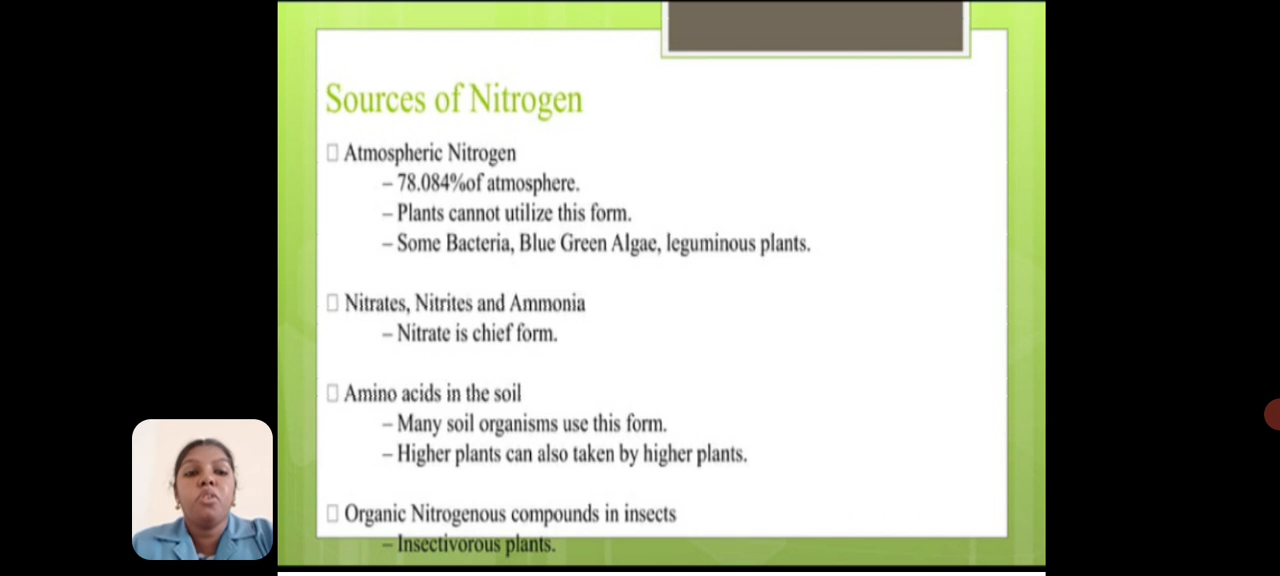 Sources of Nitrogen
Atmospheric Nitrogen
– 78.084%of atmosphere.
– Plants cannot utilize this form.
– Some Bacteria, Blue Green Algae, leguminous plants.
Nitrates, Nitrites and Ammonia
– Nitrate is chief form.
Amino acids in the soil
– Many soil organisms use this form.
– Higher plants can also taken by higher plants.
Organic Nitrogenous compounds in insects
– Insectivorous plants.